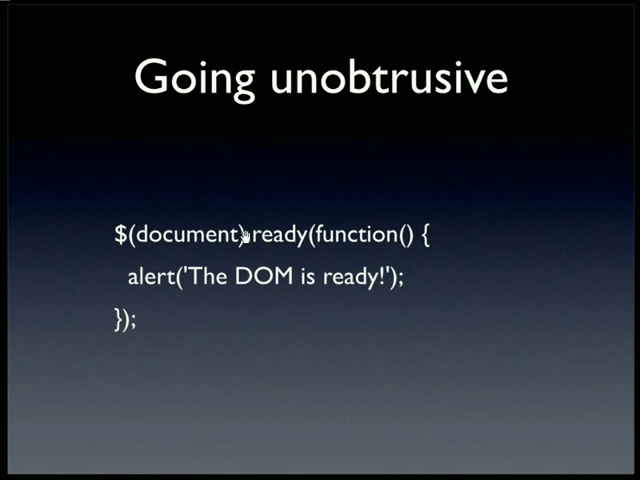 Going unobtrusive
$(document).ready(function() {
alert('The DOM is ready!');
});